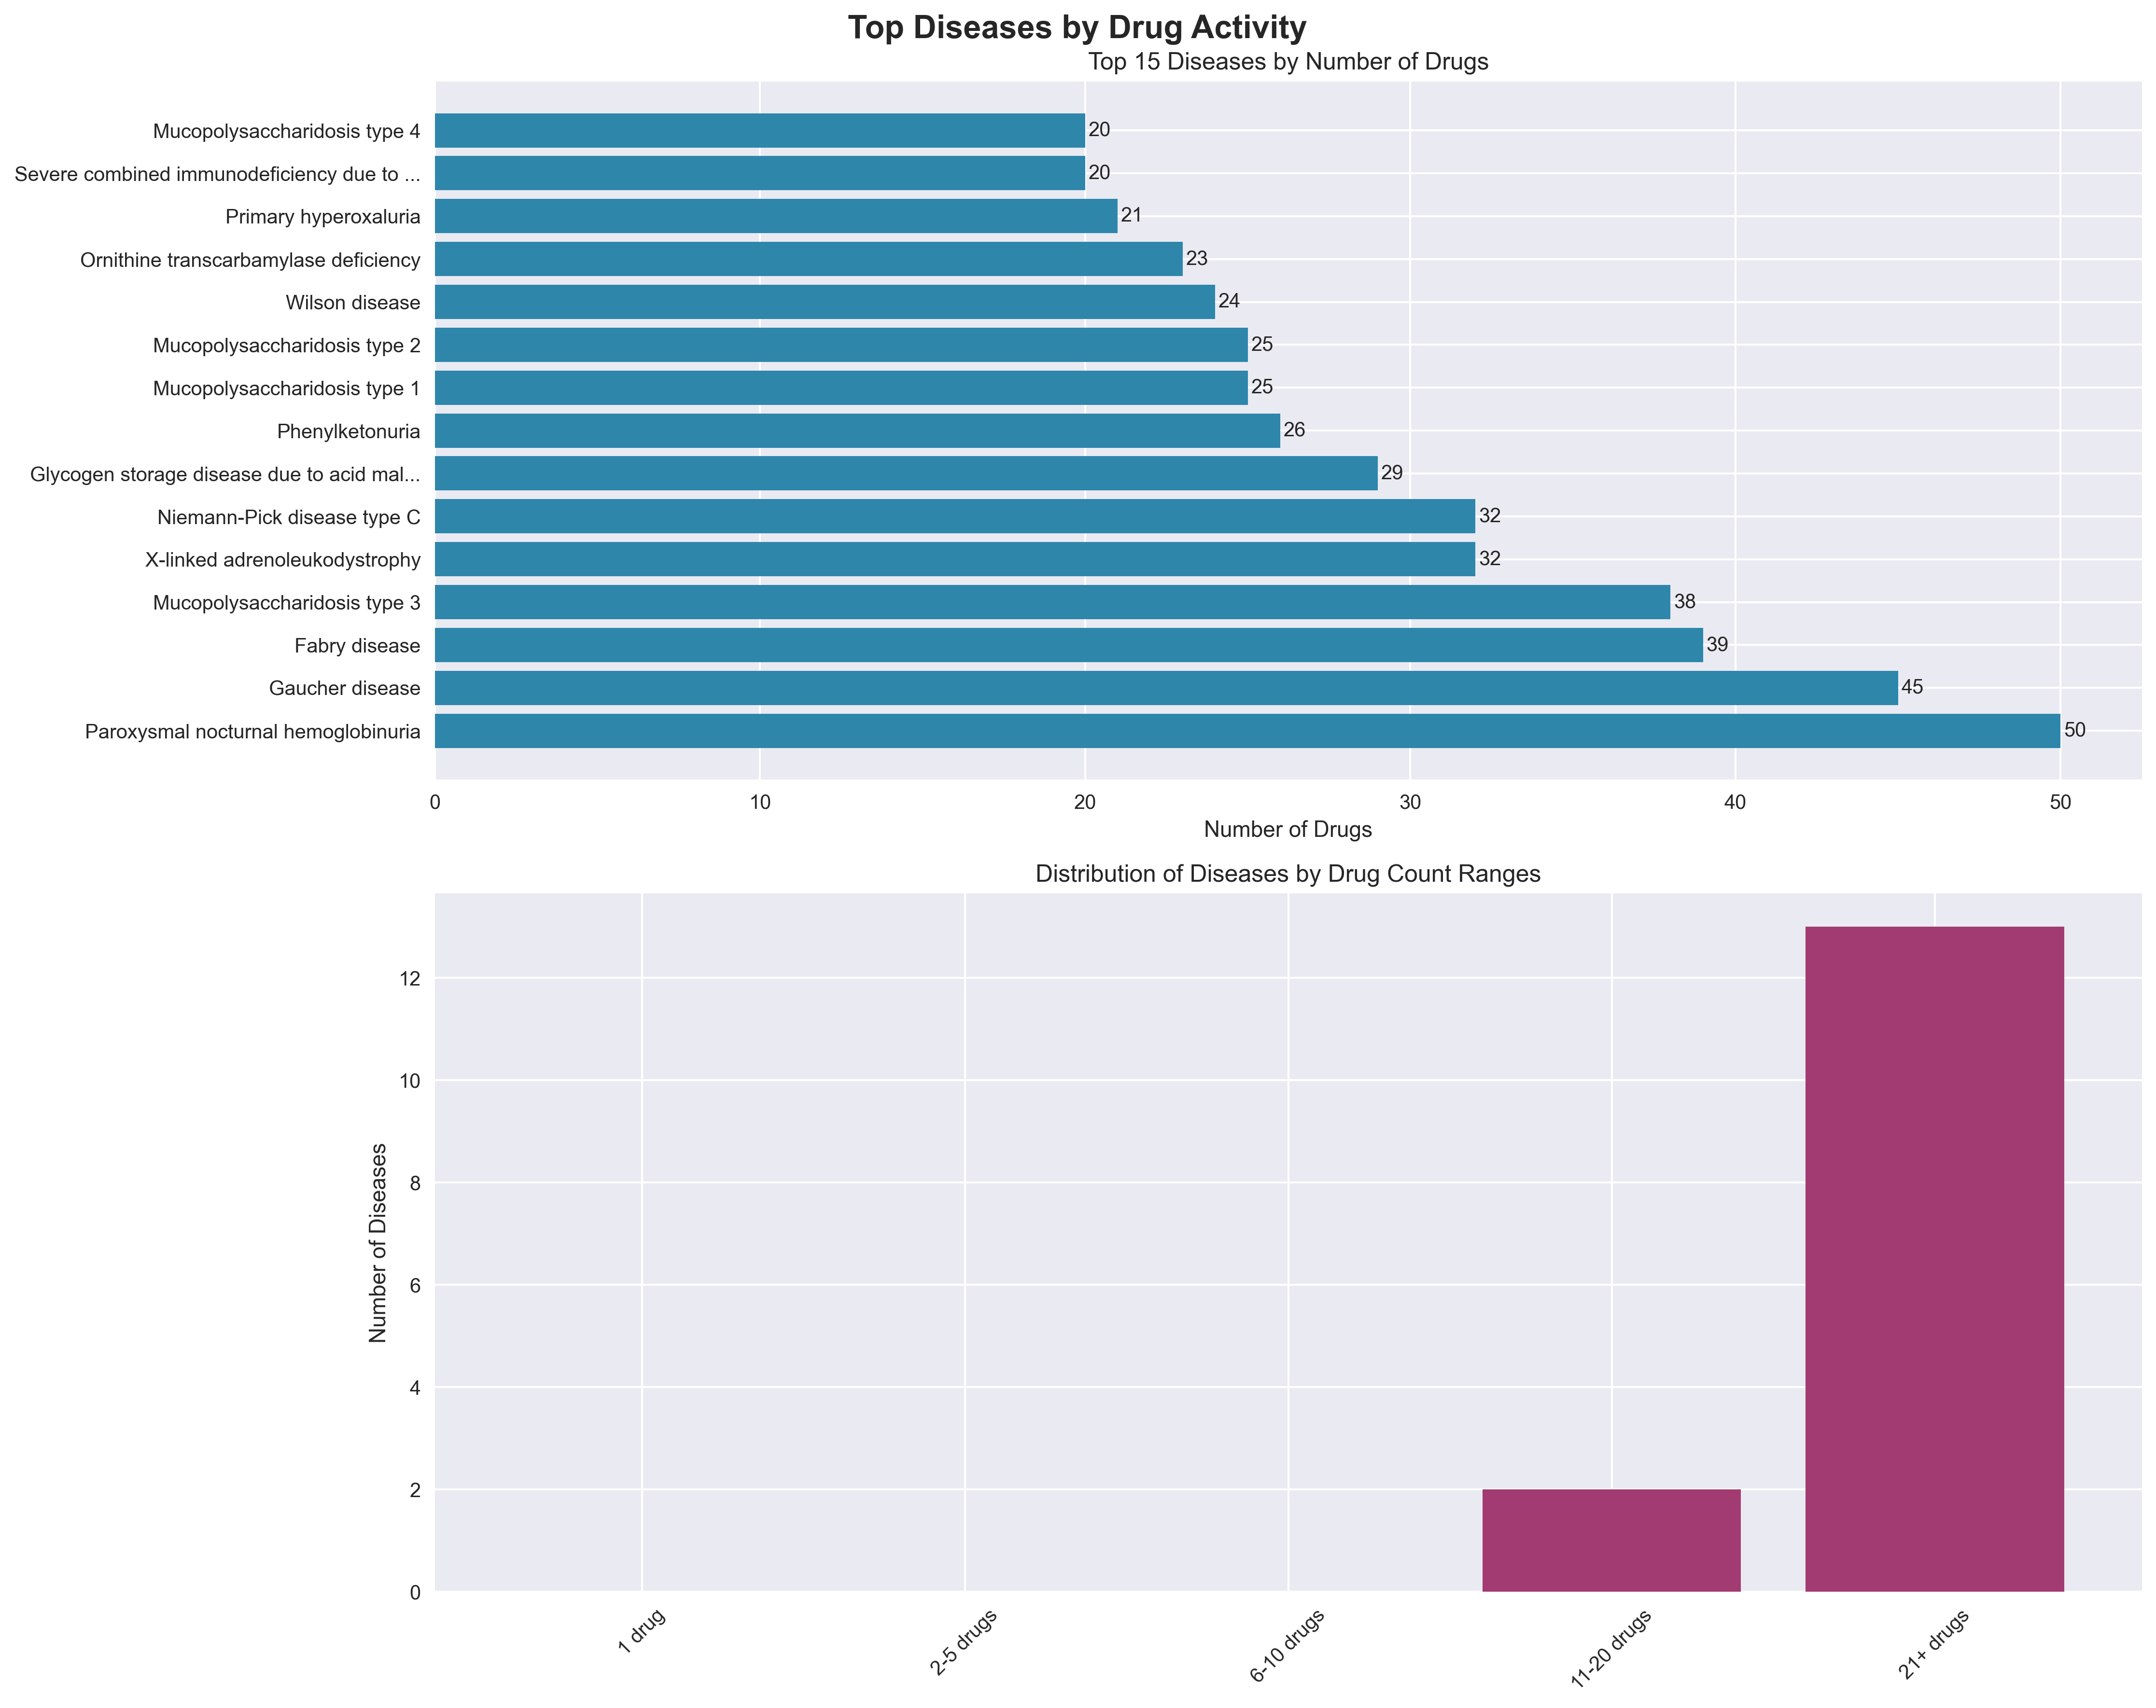 Top Diseases by Drug Activity
Top 15 Diseases by Number of Drugs
Mucopolysaccharidosis type 4
20
Severe combined immunodeficiency due to ...
20
Primary hyperoxaluria
21
Ornithine transcarbamylase deficiency
23
Wilson disease
24
Mucopolysaccharidosis type 2
25
Mucopolysaccharidosis type 1
25
Phenylketonuria
26
Glycogen storage disease due to acid mal...
29
Niemann-Pick disease type C
32
X-linked adrenoleukodystrophy
32
Mucopolysaccharidosis type 3
38
Fabry disease
39
Gaucher disease
45
Paroxysmal nocturnal hemoglobinuria
50
0 10 20 30 40 50
Number of Drugs
Distribution of Diseases by Drug Count Ranges
Number of Diseases
12
10
8
6
4
2
0
1 drug
2-5 drugs
6-10 drugs
11-20 drugs
21+ drugs